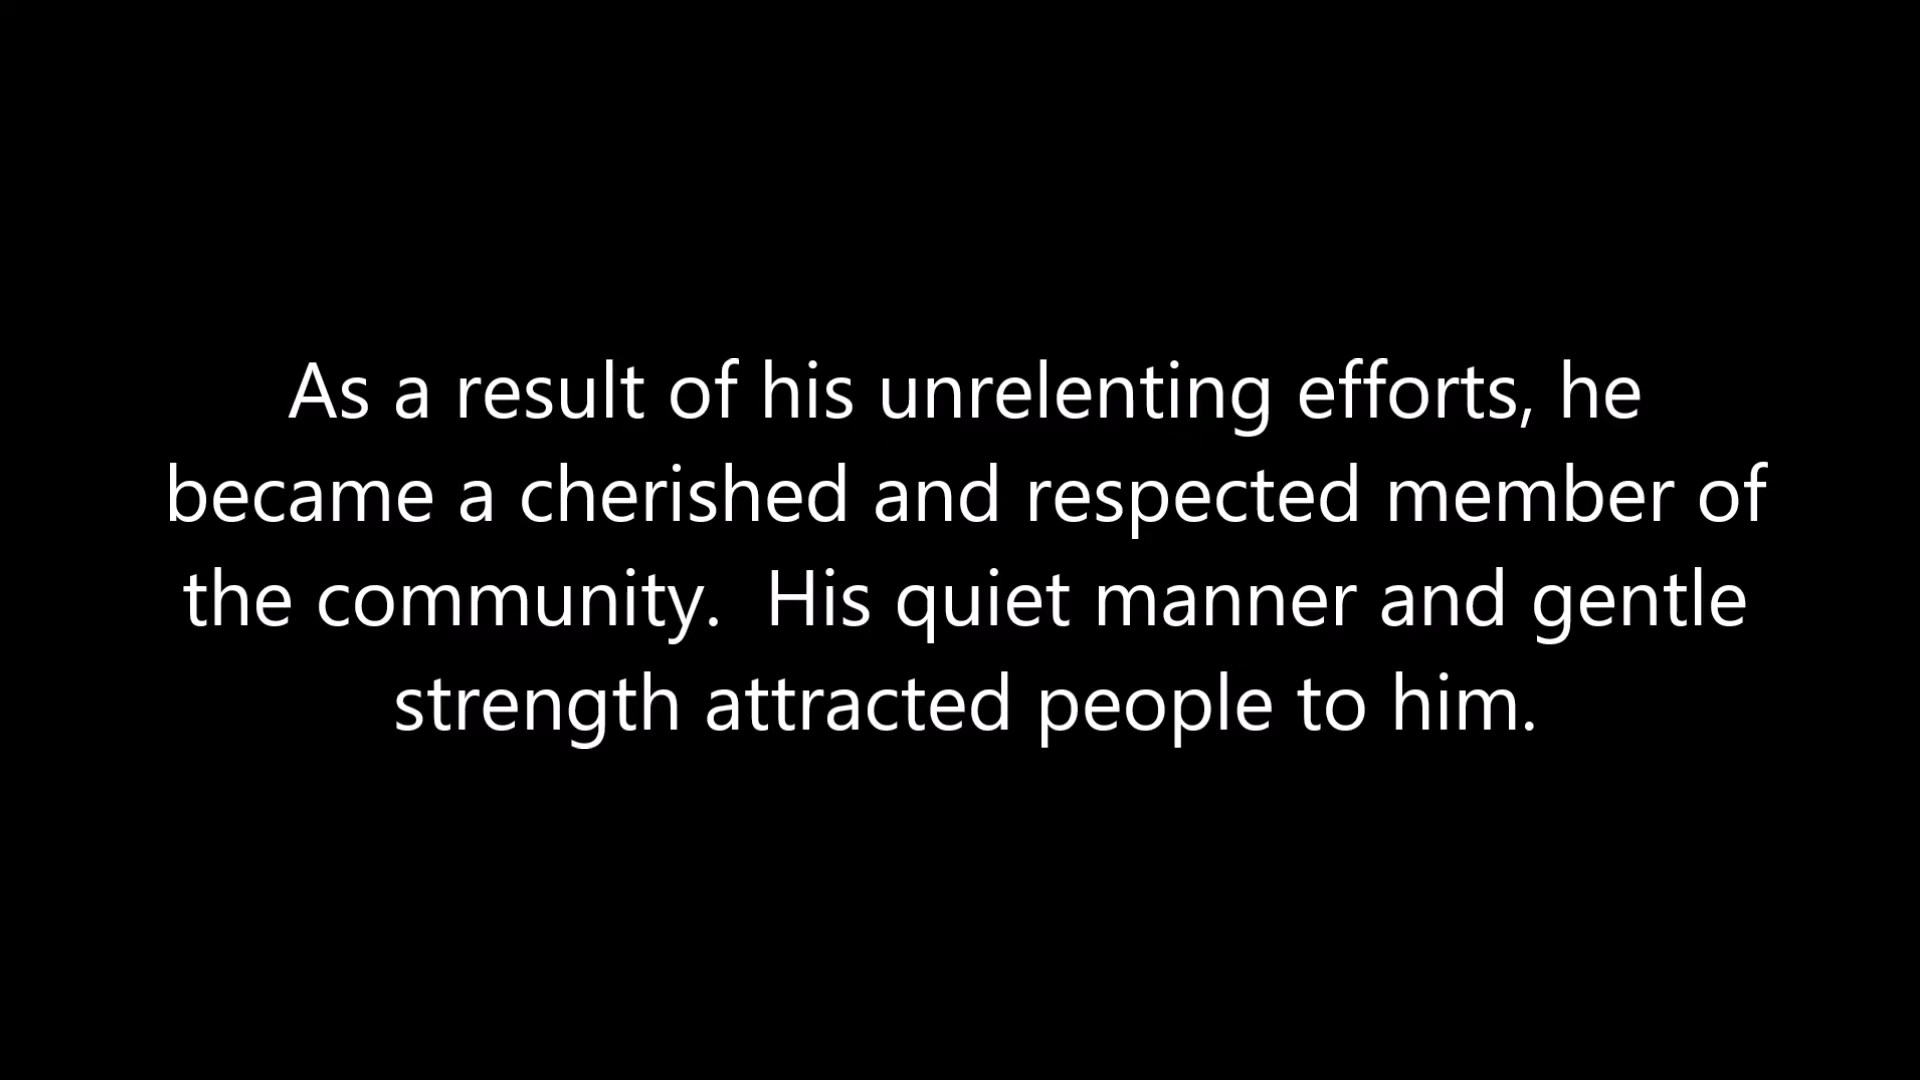 As a result of his unrelenting efforts, he
became a cherished and respected member of
the community.  His quiet manner and gentle
strength attracted people to him.